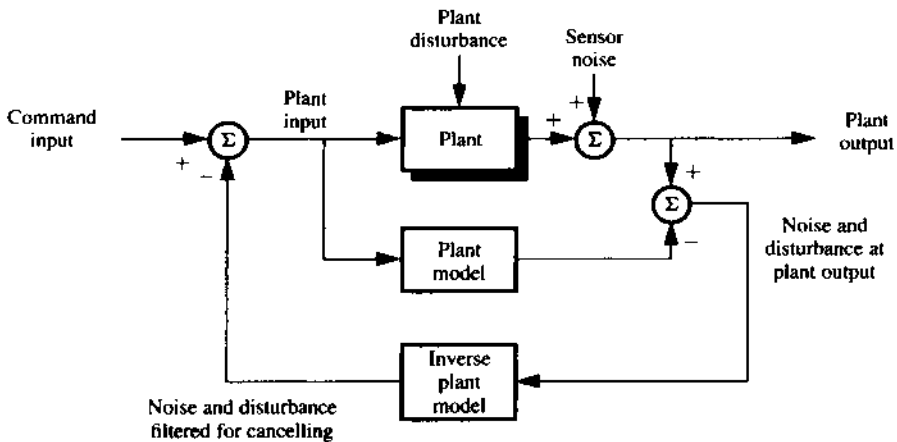 Plant
disturbance
Sensor
noise
Command
input
Plant
input
Plant
Plant
output
+
−
Σ
+
+
Σ
+
−
Σ
Plant
model
Noise and
disturbance at
plant output
Inverse
plant
model
Noise and disturbance
filtered for cancelling